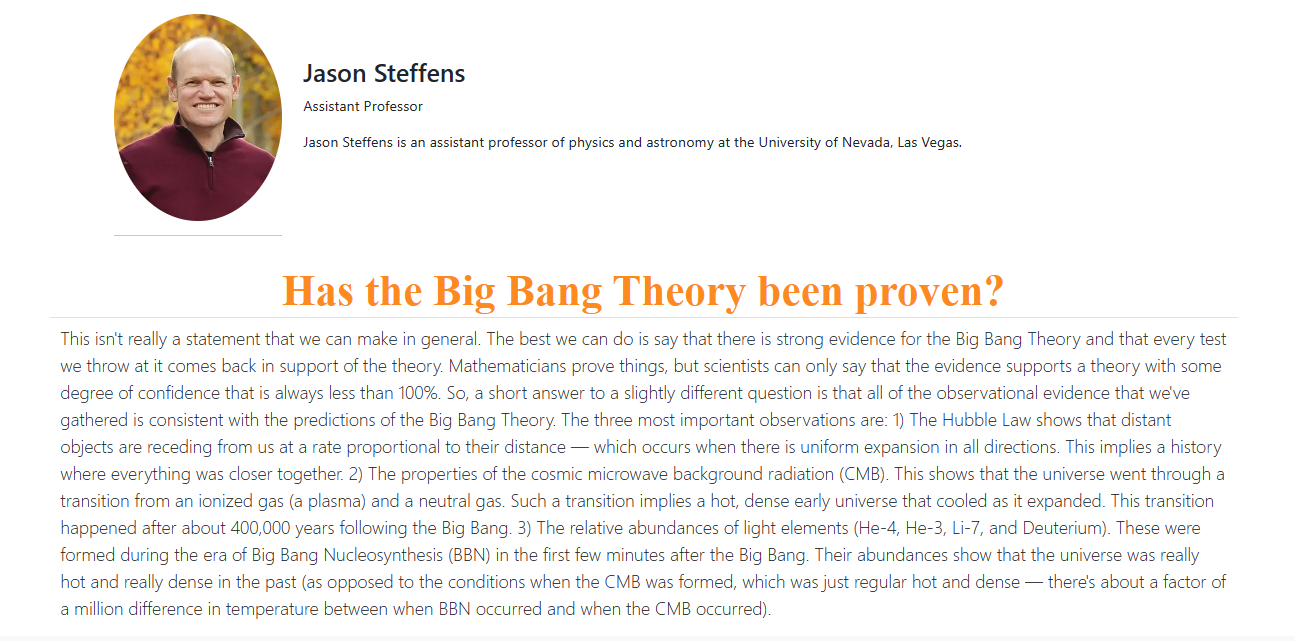 Jason Steffens
Assistant Professor
Jason Steffens is an assistant professor of physics and astronomy at the University of Nevada, Las Vegas.
Has the Big Bang Theory been proven?
This isn't really a statement that we can make in general. The best we can do is say that there is strong evidence for the Big Bang Theory and that every test
we throw at it comes back in support of the theory. Mathematicians prove things, but scientists can only say that the evidence supports a theory with some
degree of confidence that is always less than 100%. So, a short answer to a slightly different question is that all of the observational evidence that we've
gathered is consistent with the predictions of the Big Bang Theory. The three most important observations are: 1) The Hubble Law shows that distant
objects are receding from us at a rate proportional to their distance — which occurs when there is uniform expansion in all directions. This implies a history
where everything was closer together. 2) The properties of the cosmic microwave background radiation (CMB). This shows that the universe went through a
transition from an ionized gas (a plasma) and a neutral gas. Such a transition implies a hot, dense early universe that cooled as it expanded. This transition
happened after about 400,000 years following the Big Bang. 3) The relative abundances of light elements (He-4, He-3, Li-7, and Deuterium). These were
formed during the era of Big Bang Nucleosynthesis (BBN) in the first few minutes after the Big Bang. Their abundances show that the universe was really
hot and really dense in the past (as opposed to the conditions when the CMB was formed, which was just regular hot and dense — there's about a factor of
a million difference in temperature between when BBN occurred and when the CMB occurred).